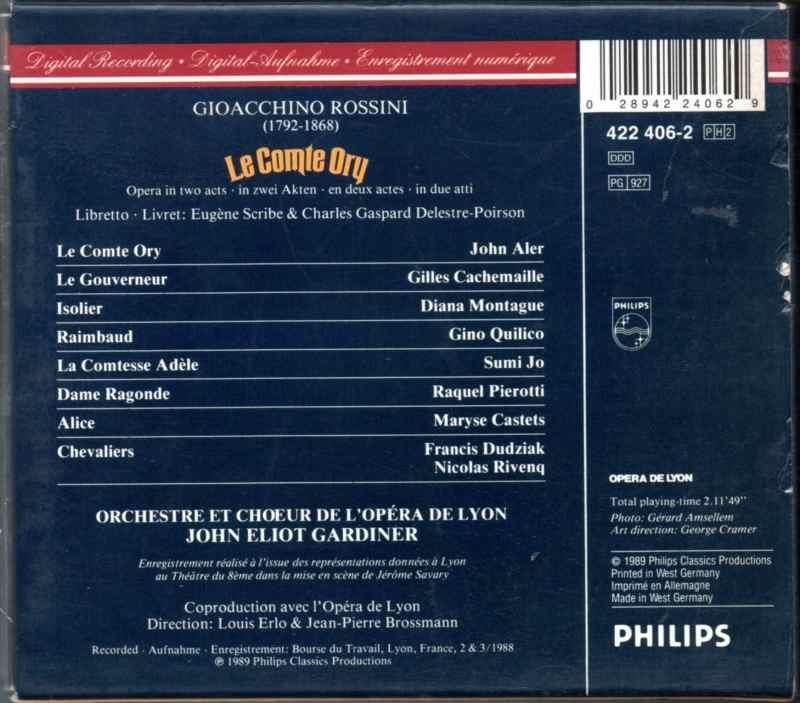 Digital Recording · Digital-Aufnahme · Enregistrement numérique
0 28942 24062 9
422 406-2 PH2
DDD
PG 927
GIOACCHINO ROSSINI
(1792-1868)
Le Comte Ory
Opera in two acts · in zwei Akten · en deux actes · in due atti
Libretto · Livret: Eugène Scribe & Charles Gaspard Delestre-Poirson
Le Comte Ory John Aler
Le Gouverneur Gilles Cachemaille
Isolier Diana Montague
Raimbaud Gino Quilico
La Comtesse Adèle Sumi Jo
Dame Ragonde Raquel Pierotti
Alice Maryse Castets
Chevaliers Francis Dudziak
Nicolas Rivenq
ORCHESTRE ET CHŒUR DE L'OPÉRA DE LYON
JOHN ELIOT GARDINER
Enregistrement réalisé à l'issue des représentations données à Lyon
au Théâtre du 8ème dans la mise en scène de Jérôme Savary
Coproduction avec l'Opéra de Lyon
Direction: Louis Erlo & Jean-Pierre Brossmann
Recorded · Aufnahme · Enregistrement: Bourse du Travail, Lyon, France, 2 & 3/1988
℗ 1989 Philips Classics Productions
PHILIPS
OPERA DE LYON
Total playing-time 2.11'49"
Photo: Gérard Amsellem
Art direction: George Cramer
© 1989 Philips Classics Productions
Printed in West Germany
Imprimé en Allemagne
Made in West Germany
PHILIPS